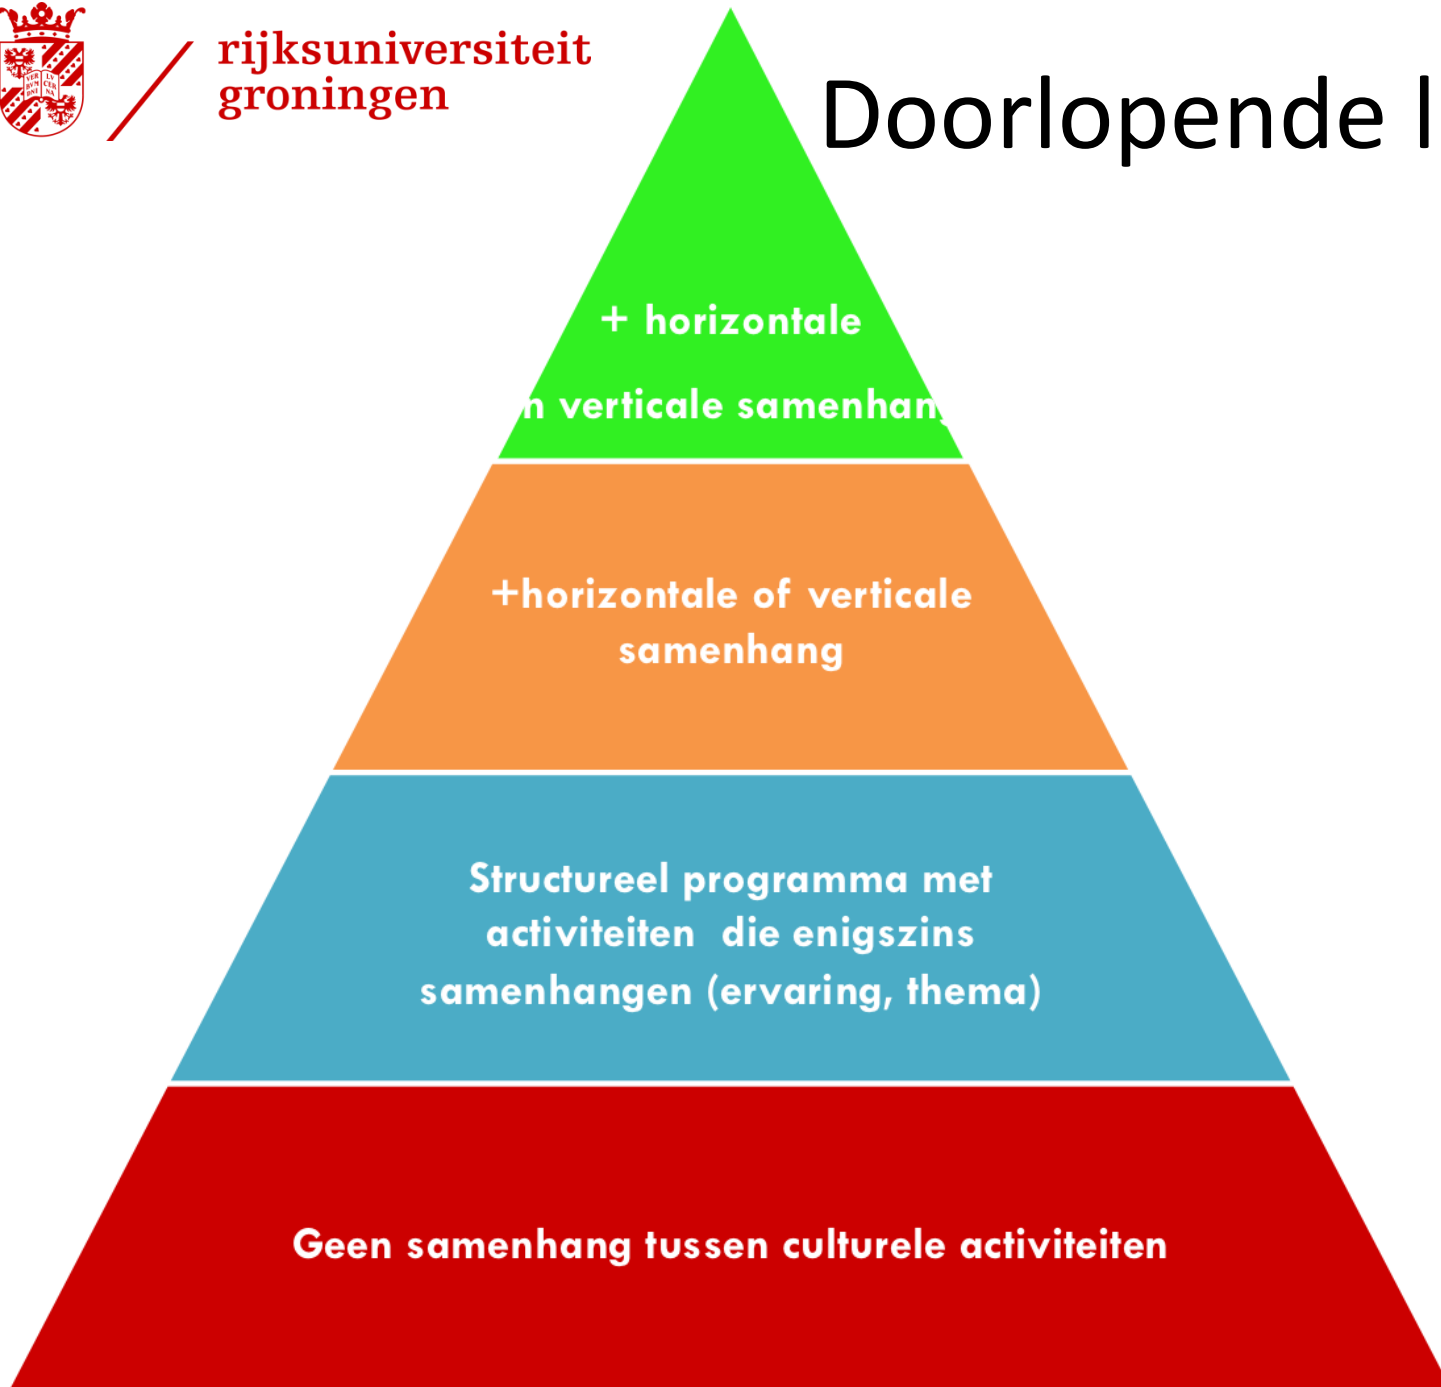 rijksuniversiteit
groningen
Doorlopende l
+ horizontale
n verticale samenhang
+horizontale of verticale
samenhang
Structureel programma met
activiteiten die enigszins
samenhangen (ervaring, thema)
Geen samenhang tussen culturele activiteiten